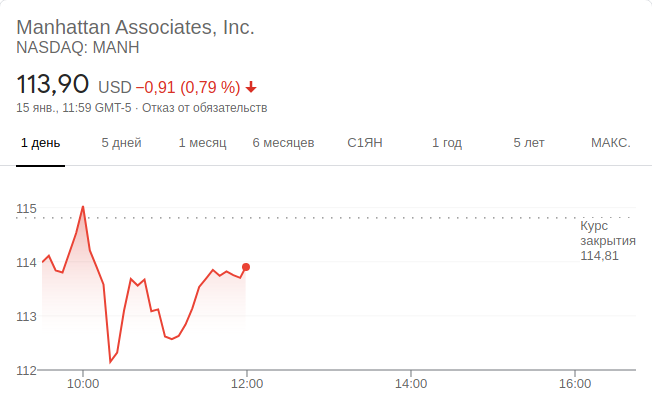 Manhattan Associates, Inc.
NASDAQ: MANH
113,90 USD −0,91 (0,79 %)
15 янв., 11:59 GMT-5 · Отказ от обязательств
1 день 5 дней 1 месяц 6 месяцев С1ЯН 1 год 5 лет МАКС.
115
Курс
закрытия
114,81
114
113
112
10:00 12:00 14:00 16:00